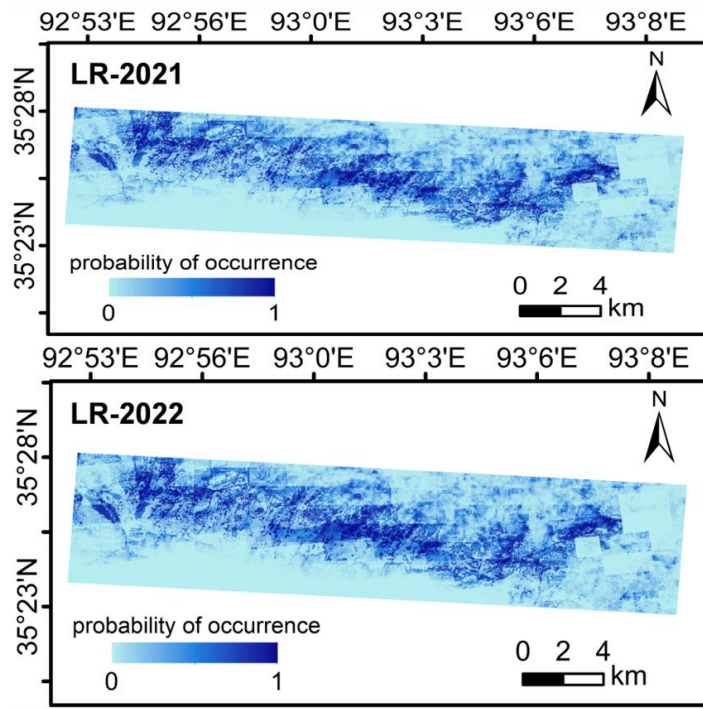 92°53'E 92°56'E 93°0'E 93°3'E 93°6'E 93°8'E
LR-2021
N
35°28'N
35°23'N
probability of occurrence
0 1
0 2 4
km
92°53'E 92°56'E 93°0'E 93°3'E 93°6'E 93°8'E
LR-2022
N
35°28'N
35°23'N
probability of occurrence
0 1
0 2 4
km